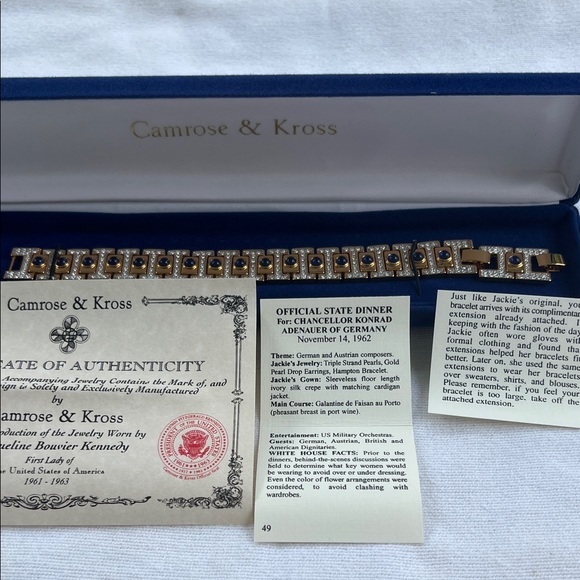 Camrose & Kross
Camrose & Kross
ATE OF AUTHENTICITY
Accompanying Jewelry Contains the Mark of, and
ign is Solely and Exclusively Manufactured
by
amrose & Kross
oduction of the Jewelry Worn by
ueline Bouvier Kennedy
First Lady of
e United States of America
1961 - 1963
OFFICIAL STATE DINNER
For: CHANCELLOR KONRAD
ADENAUER OF GERMANY
November 14, 1962
Theme: German and Austrian composers.
Jackie's Jewelry: Triple Strand Pearls, Gold
Pearl Drop Earrings, Hampton Bracelet.
Jackie's Gown: Sleeveless floor length
ivory silk crepe with matching cardigan
jacket.
Main Course: Galantine de Faisan au Porto
(pheasant breast in port wine).
Entertainment: US Military Orchestras.
Guests: German, Austrian, British and
American Dignitaries.
WHITE HOUSE FACTS: Prior to the
dinners, behind-the-scenes discussions were
held to determine what key women would
be wearing to avoid over or under dressing.
Even the color of flower arrangements were
considered, to avoid clashing with
wardrobes.
49
Just like Jackie's original, you
bracelet arrives with its complimentar
extension already attached. I
keeping with the fashion of the day
Jackie often wore gloves with
formal clothing and found tha
extensions helped her bracelets fi
better. Later on, she used the same
extensions to wear her bracelets
over sweaters, shirts, and blouses.
Please remember, if you feel your
bracelet is too large, take off the
attached extension.